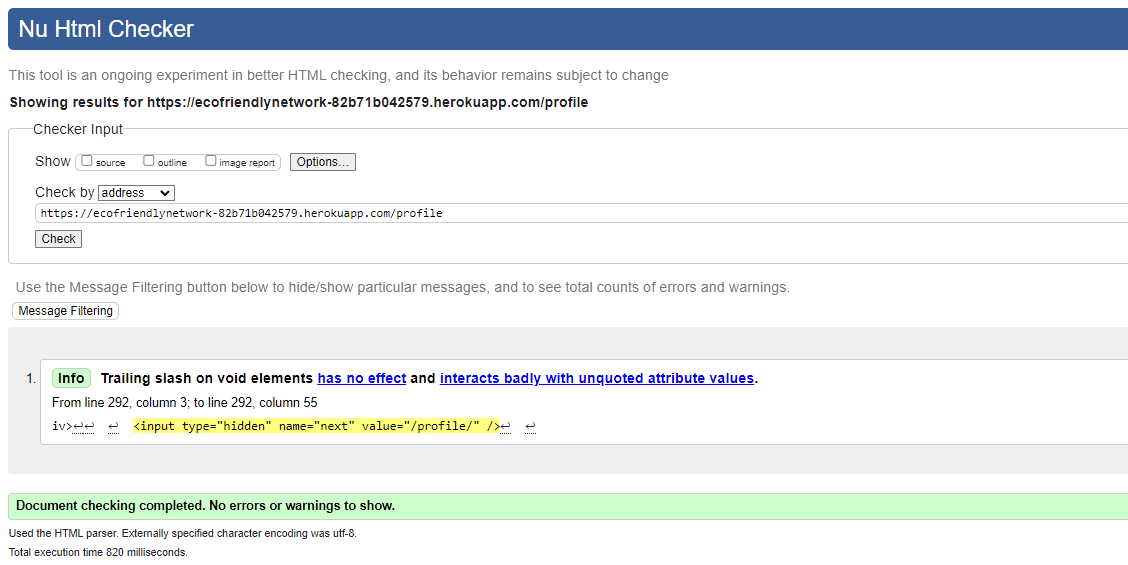 Nu Html Checker
This tool is an ongoing experiment in better HTML checking, and its behavior remains subject to change
Showing results for https://ecofriendlynetwork-82b71b042579.herokuapp.com/profile
Checker Input
Show source outline image report Options...
Check by address
https://ecofriendlynetwork-82b71b042579.herokuapp.com/profile
Check
Use the Message Filtering button below to hide/show particular messages, and to see total counts of errors and warnings.
Message Filtering
1. Info Trailing slash on void elements has no effect and interacts badly with unquoted attribute values.
From line 292, column 3; to line 292, column 55
iv>↩↩ ↩ <input type="hidden" name="next" value="/profile/" />↩ ↩
Document checking completed. No errors or warnings to show.
Used the HTML parser. Externally specified character encoding was utf-8.
Total execution time 820 milliseconds.